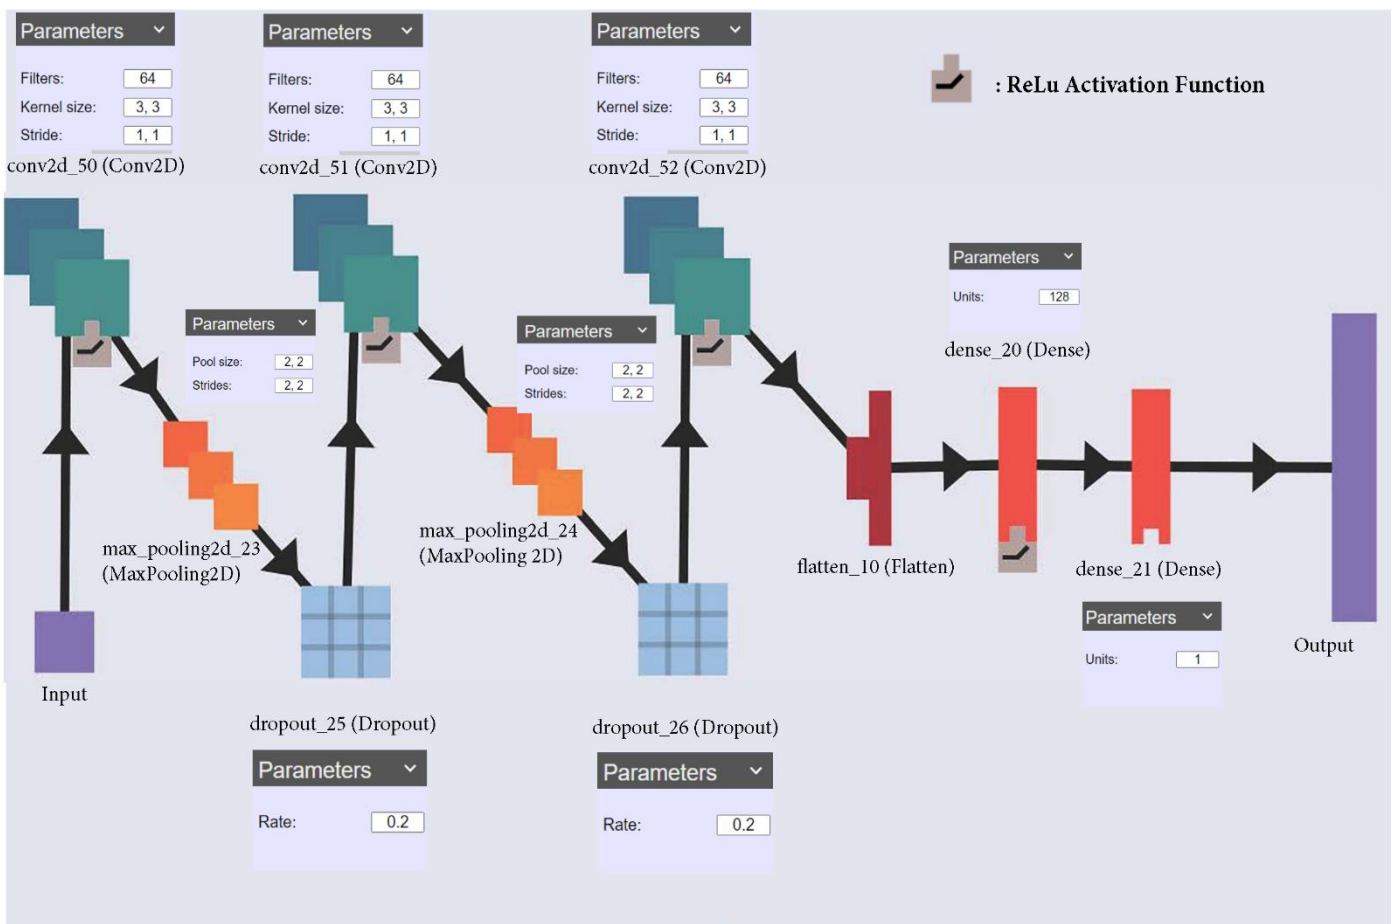 Parameters
Filters: 64
Kernel size: 3, 3
Stride: 1, 1
conv2d_50 (Conv2D)
Parameters
Filters: 64
Kernel size: 3, 3
Stride: 1, 1
conv2d_51 (Conv2D)
Parameters
Filters: 64
Kernel size: 3, 3
Stride: 1, 1
conv2d_52 (Conv2D)
: ReLu Activation Function
Parameters
Pool size: 2, 2
Strides: 2, 2
max_pooling2d_23
(MaxPooling2D)
Parameters
Pool size: 2, 2
Strides: 2, 2
max_pooling2d_24
(MaxPooling 2D)
Parameters
Units: 128
dense_20 (Dense)
flatten_10 (Flatten)
dense_21 (Dense)
Parameters
Units: 1
Output
Input
dropout_25 (Dropout)
Parameters
Rate: 0.2
dropout_26 (Dropout)
Parameters
Rate: 0.2